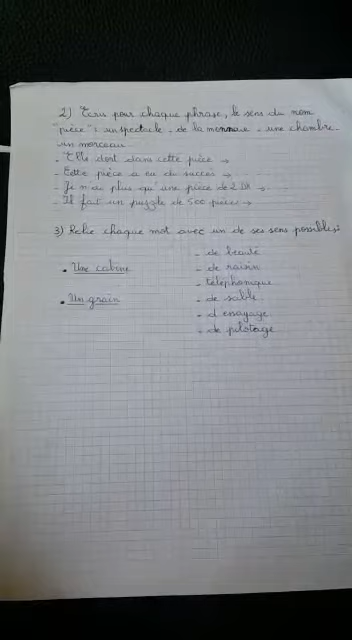 2) Ecris pour chaque phrase, le sens du nom
"pièce": un spectacle - de la monnaie - une chambre -
un morceau
- Elle dort dans cette pièce →
- Cette pièce a eu du succès →
- Je n'ai plus qu'une pièce de 2 DH →
- Il fait un puzzle de 500 pièces →
3) Relie chaque mot avec un de ses sens possibles:
- de beauté
• Une cabine - de raisin
- téléphonique
• Un grain - de sable
- d'essayage
- de pilotage